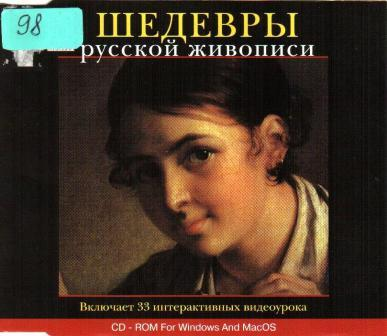 98
ШЕДЕВРЫ
русской живописи
Включает 33 интерактивных видеоурока
CD - ROM For Windows And MacOS